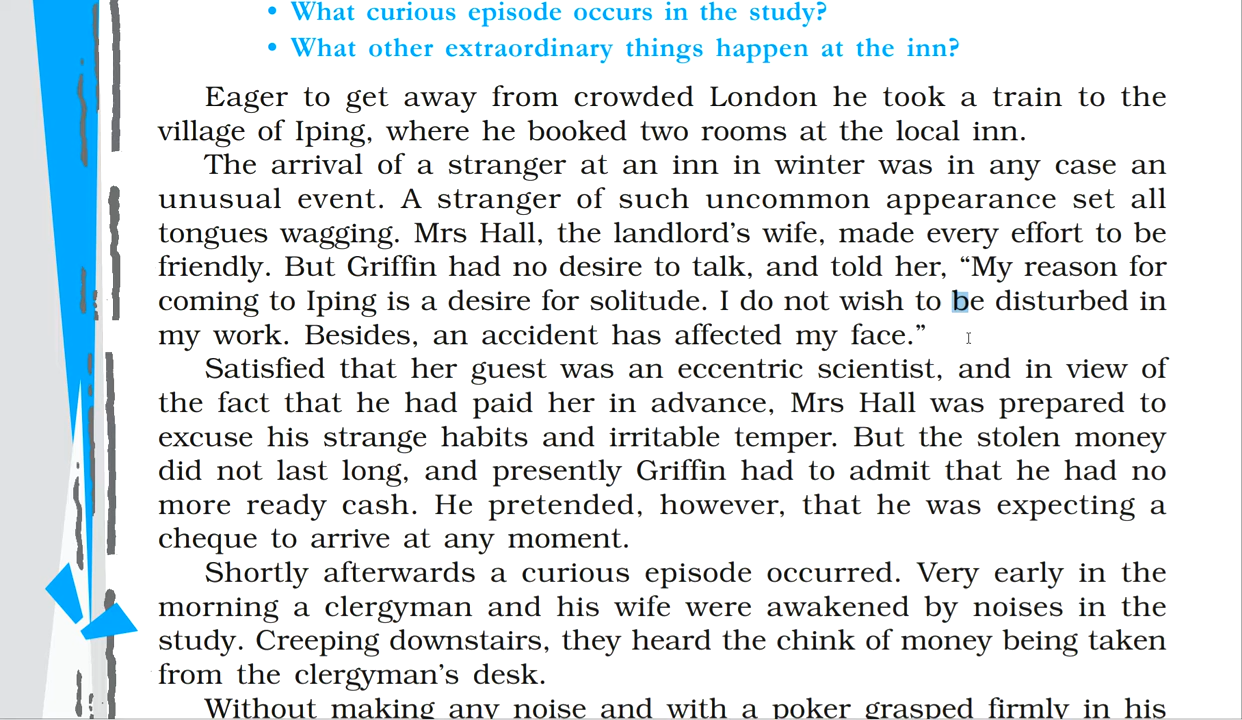 • What curious episode occurs in the study?
• What other extraordinary things happen at the inn?
Eager to get away from crowded London he took a train to the
village of Iping, where he booked two rooms at the local inn.
The arrival of a stranger at an inn in winter was in any case an
unusual event. A stranger of such uncommon appearance set all
tongues wagging. Mrs Hall, the landlord’s wife, made every effort to be
friendly. But Griffin had no desire to talk, and told her, “My reason for
coming to Iping is a desire for solitude. I do not wish to be disturbed in
my work. Besides, an accident has affected my face.”
Satisfied that her guest was an eccentric scientist, and in view of
the fact that he had paid her in advance, Mrs Hall was prepared to
excuse his strange habits and irritable temper. But the stolen money
did not last long, and presently Griffin had to admit that he had no
more ready cash. He pretended, however, that he was expecting a
cheque to arrive at any moment.
Shortly afterwards a curious episode occurred. Very early in the
morning a clergyman and his wife were awakened by noises in the
study. Creeping downstairs, they heard the chink of money being taken
from the clergyman’s desk.
Without making any noise and with a poker grasped firmly in his